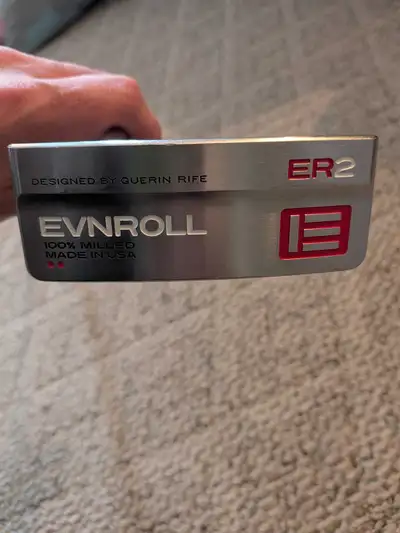 DESIGNED BY GUERIN RIFE
ER2
EVNROLL
100% MILLED
MADE IN USA
E